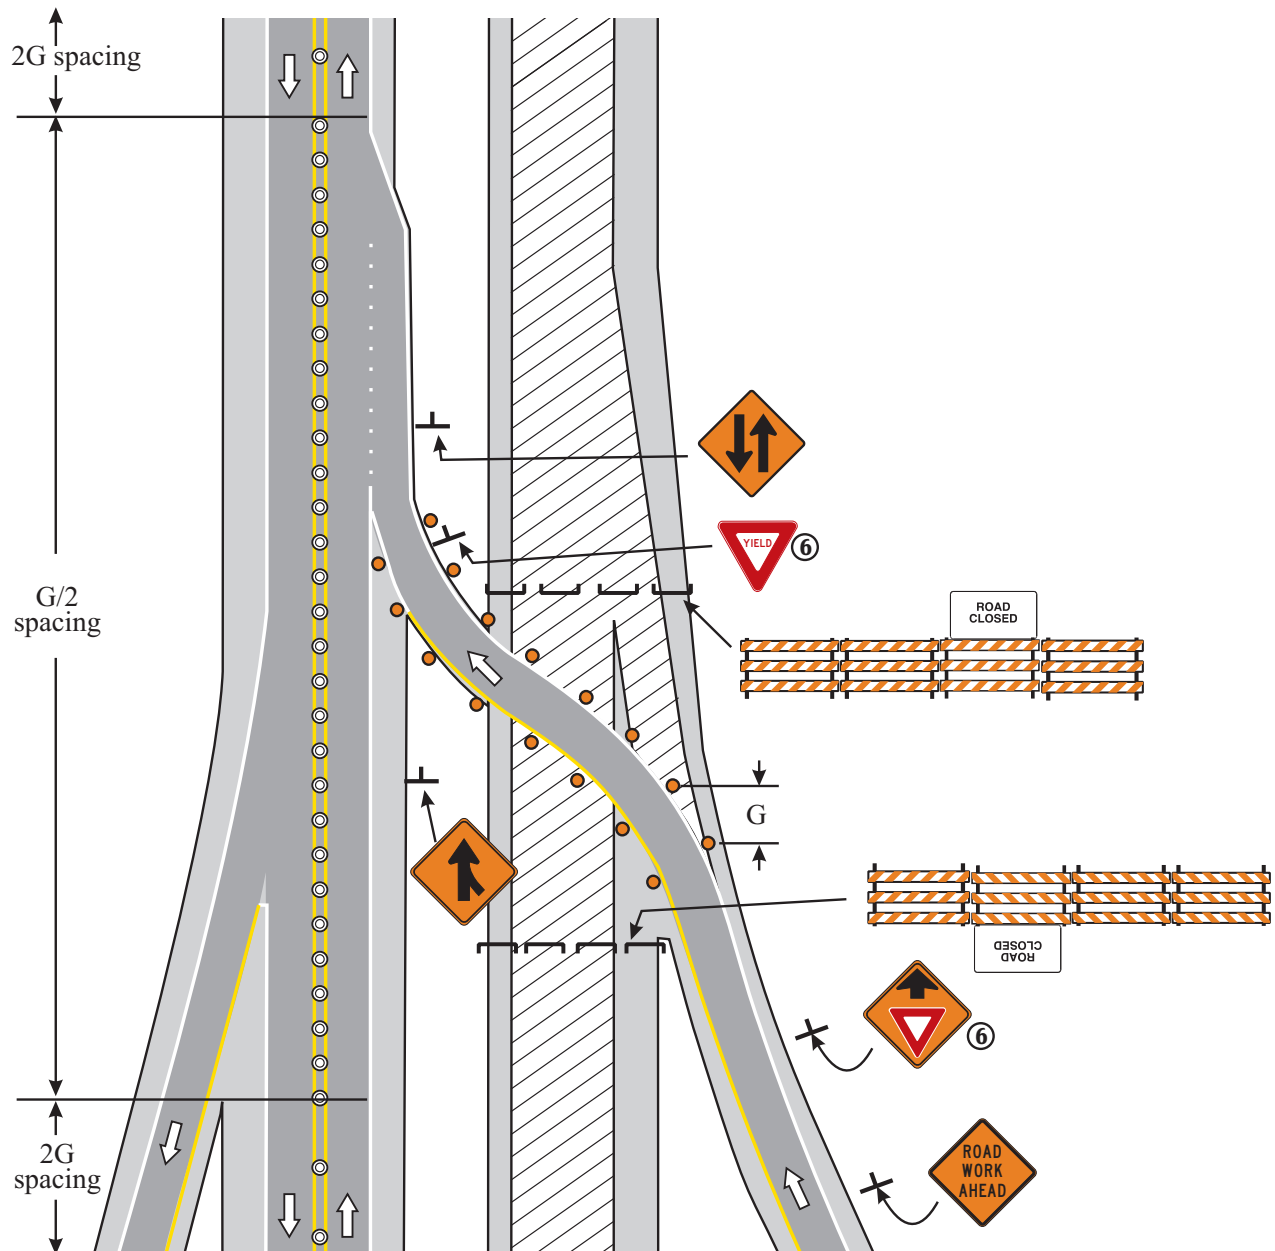 2G spacing
G/2
spacing
2G
spacing
YIELD
6
ROAD
CLOSED
G
ROAD
CLOSED
6
ROAD
WORK
AHEAD